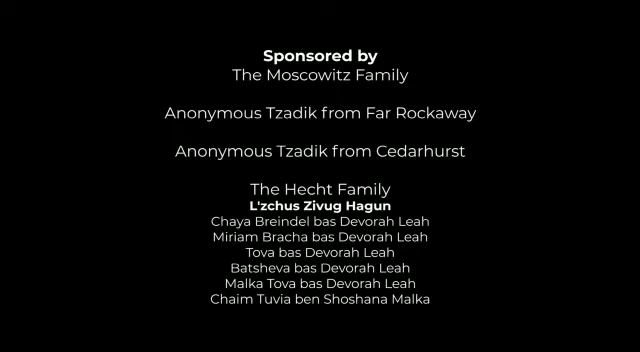 Sponsored by
The Moscowitz Family
Anonymous Tzadik from Far Rockaway
Anonymous Tzadik from Cedarhurst
The Hecht Family
L'zchus Zivug Hagun
Chaya Breindel bas Devorah Leah
Miriam Bracha bas Devorah Leah
Tova bas Devorah Leah
Batsheva bas Devorah Leah
Malka Tova bas Devorah Leah
Chaim Tuvia ben Shoshana Malka